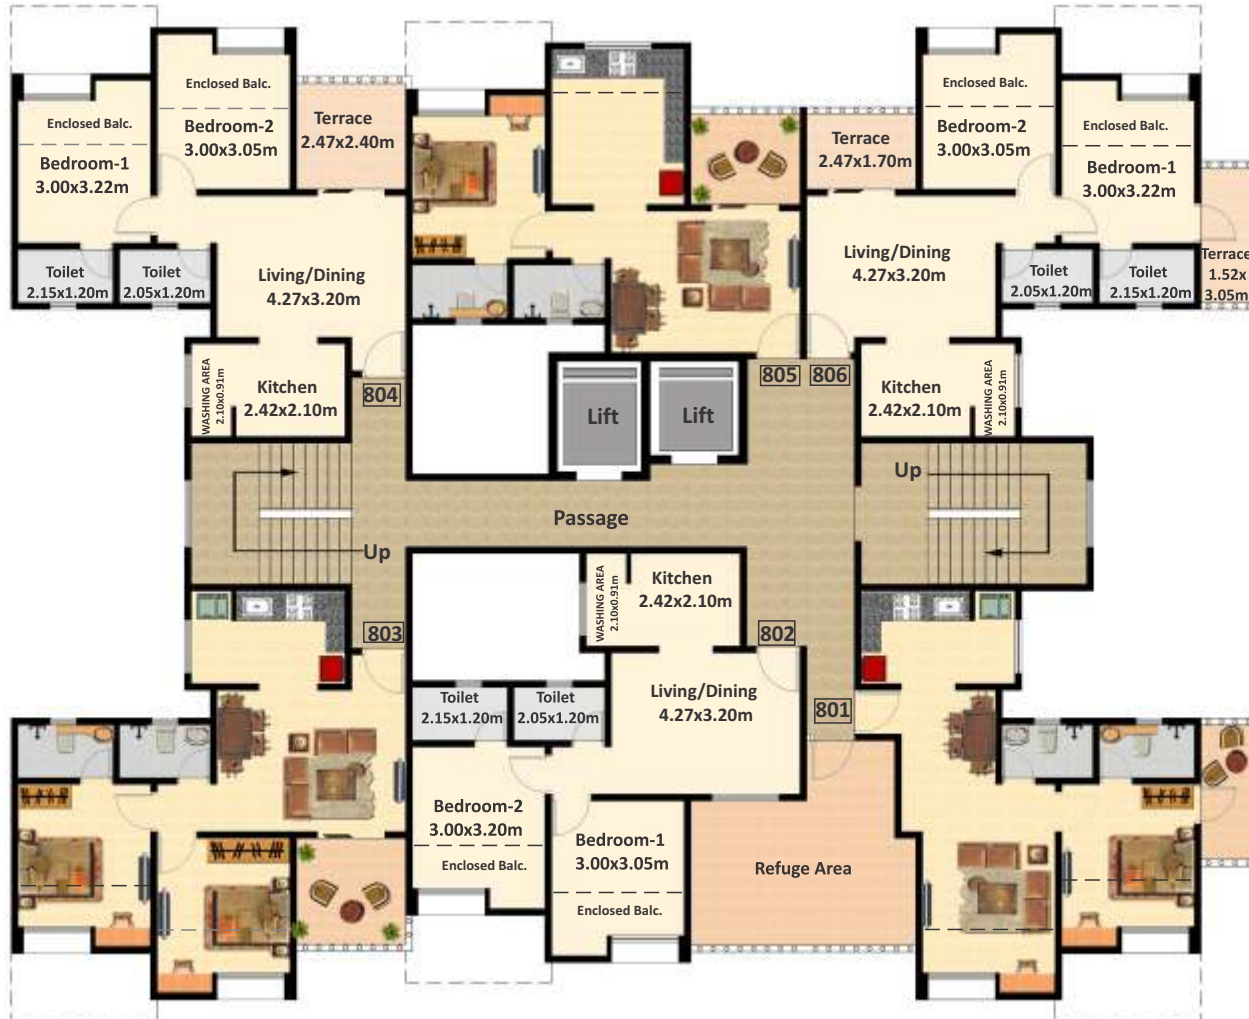 Enclosed Balc.
Bedroom-2
3.00x3.05m
Enclosed Balc.
Bedroom-1
3.00x3.22m
Terrace
2.47x2.40m
Toilet
2.15x1.20m
Toilet
2.05x1.20m
Living/Dining
4.27x3.20m
WASHING AREA
2.10x0.91m
Kitchen
2.42x2.10m
804
Terrace
2.47x1.70m
Enclosed Balc.
Bedroom-2
3.00x3.05m
Enclosed Balc.
Bedroom-1
3.00x3.22m
Living/Dining
4.27x3.20m
Toilet
2.05x1.20m
Toilet
2.15x1.20m
Terrace
1.52x
3.05m
805
806
Kitchen
2.42x2.10m
WASHING AREA
2.10x0.91m
Lift
Lift
Up
Passage
Up
803
WASHING AREA
2.10x0.91m
Kitchen
2.42x2.10m
802
Toilet
2.15x1.20m
Toilet
2.05x1.20m
Living/Dining
4.27x3.20m
801
Bedroom-2
3.00x3.20m
Enclosed Balc.
Bedroom-1
3.00x3.05m
Enclosed Balc.
Refuge Area